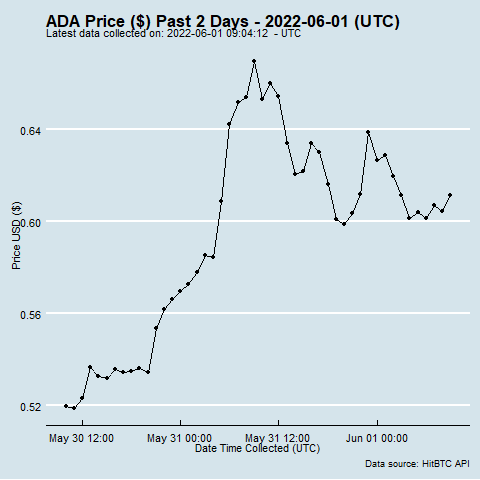 ADA Price ($) Past 2 Days - 2022-06-01 (UTC)
Latest data collected on: 2022-06-01 09:04:12  - UTC
0.64
0.60
0.56
0.52
Price USD ($)
May 30 12:00
May 31 00:00
May 31 12:00
Jun 01 00:00
Date Time Collected (UTC)
Data source: HitBTC API